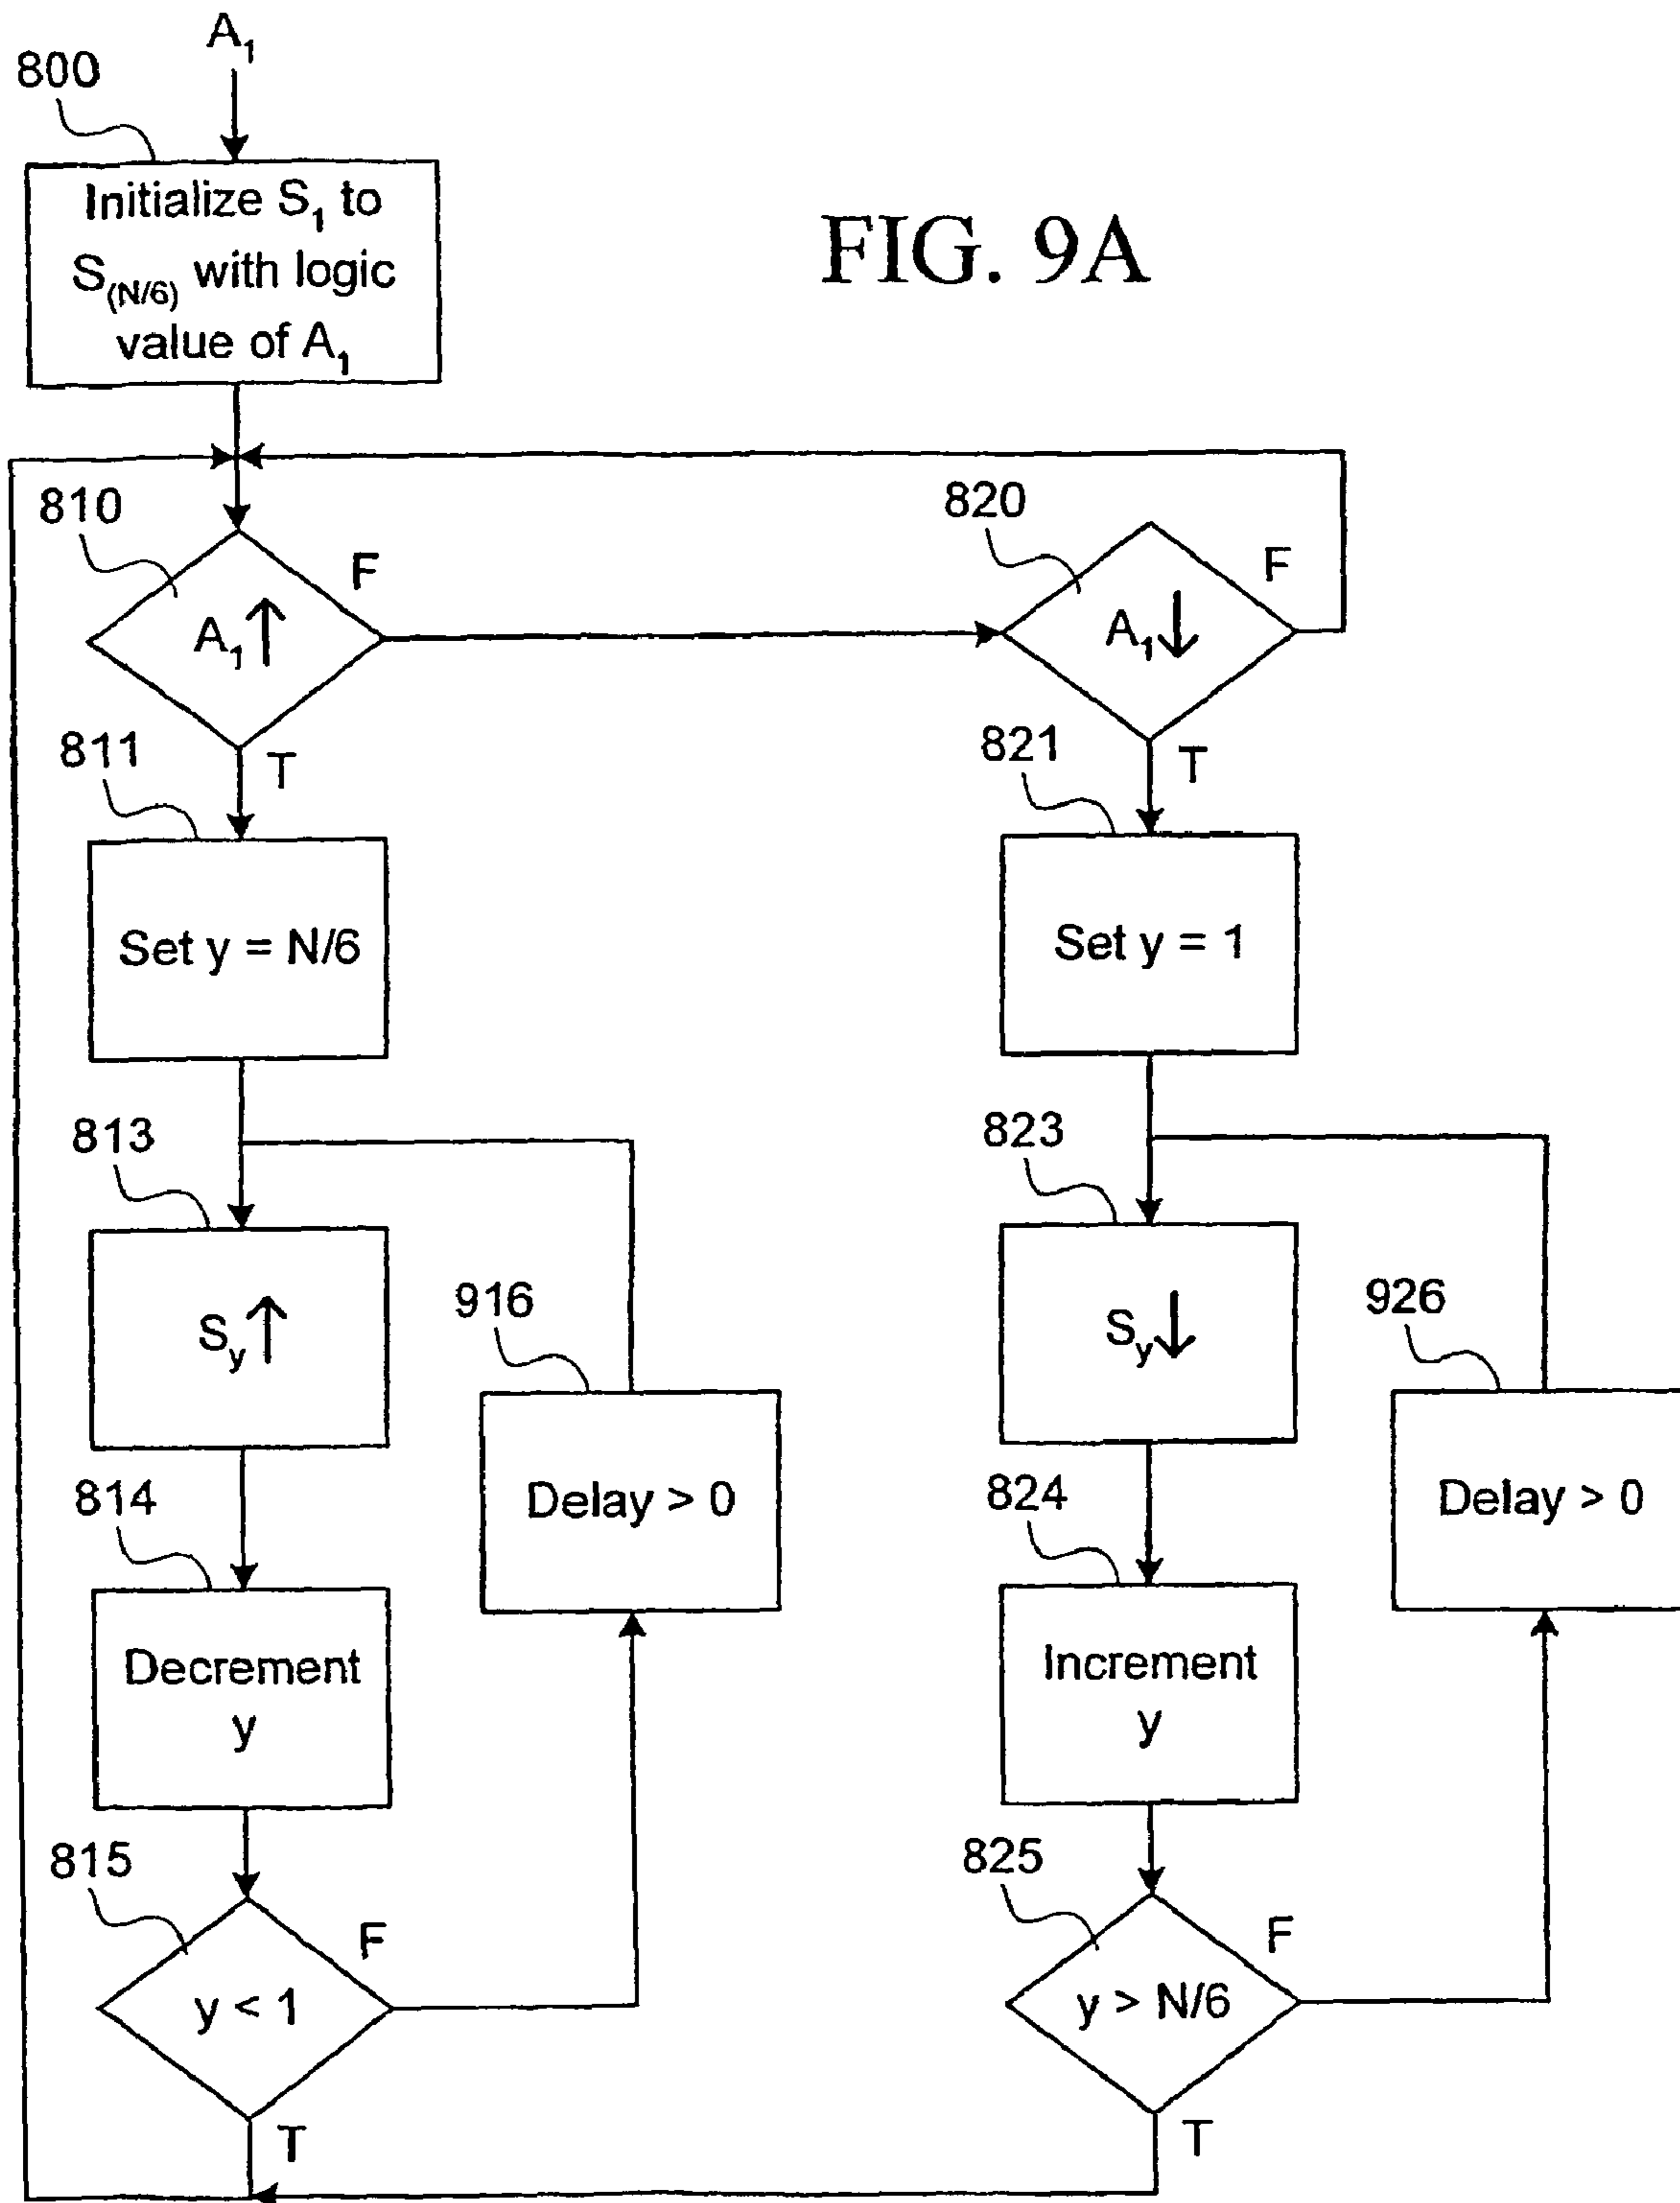 A₁
800
Initialize S₁ to
S₍N/6₎ with logic
value of A₁
FIG. 9A
810
A₁↑
F
820
A₁↓
F
811
T
821
T
Set y = N/6
Set y = 1
813
S_y↑
823
S_y↓
916
Delay > 0
926
Delay > 0
814
Decrement
y
824
Increment
y
815
y < 1
F
825
y > N/6
F
T
T